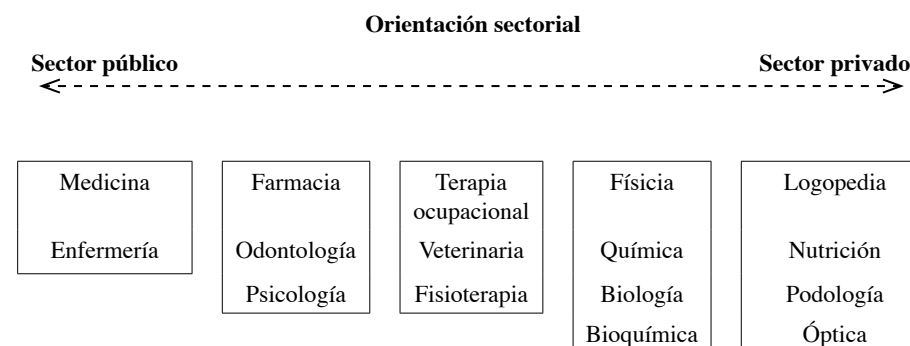 Orientación sectorial
Sector público
Sector privado
Medicina
Enfermería
Farmacia
Odontología
Psicología
Terapia
ocupacional
Veterinaria
Fisioterapia
Físicia
Química
Biología
Bioquímica
Logopedia
Nutrición
Podología
Óptica